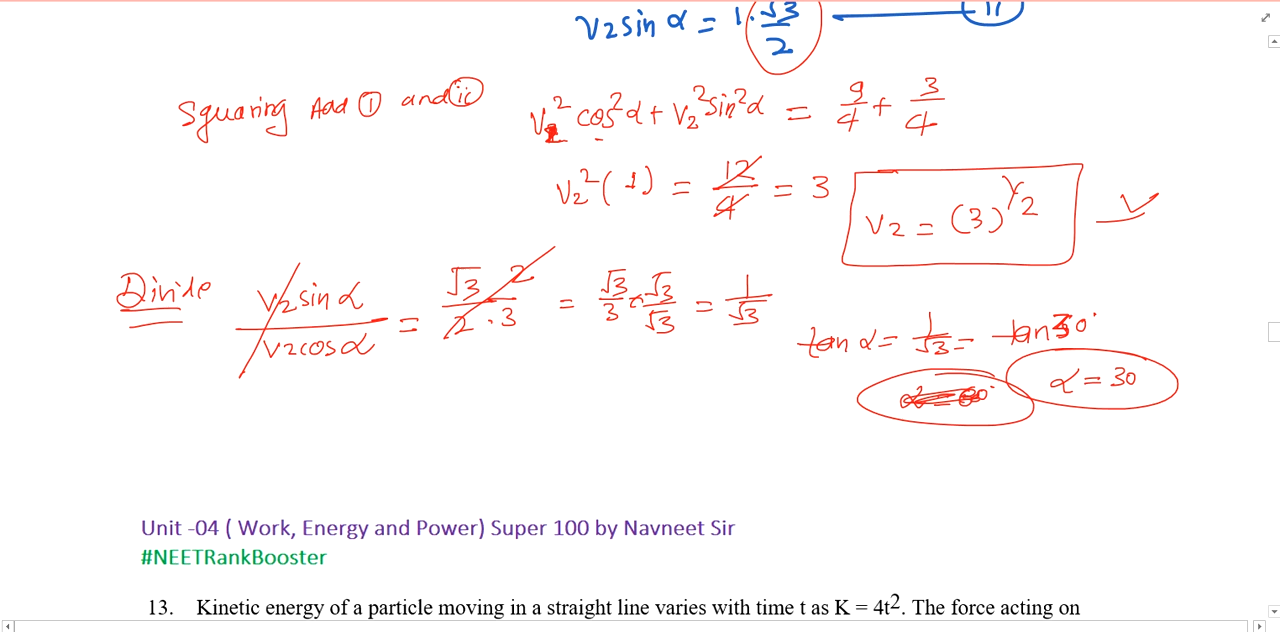 v2 sin α = 1 · √3/2 (ii)
Squaring Add (i) and (ii) v2² cos²α + v2² sin²α = 9/4 + 3/4
v2² (1) = 12/4 = 3
v2 = (3)^1/2
Divide v2 sin α / v2 cos α = √3 · 2 / 2 · 3 = √3/3 × √3/√3 = 1/√3
tan α = 1/√3 = tan 30°
α = 30
Unit -04 ( Work, Energy and Power) Super 100 by Navneet Sir
#NEETRankBooster
13. Kinetic energy of a particle moving in a straight line varies with time t as K = 4t². The force acting on